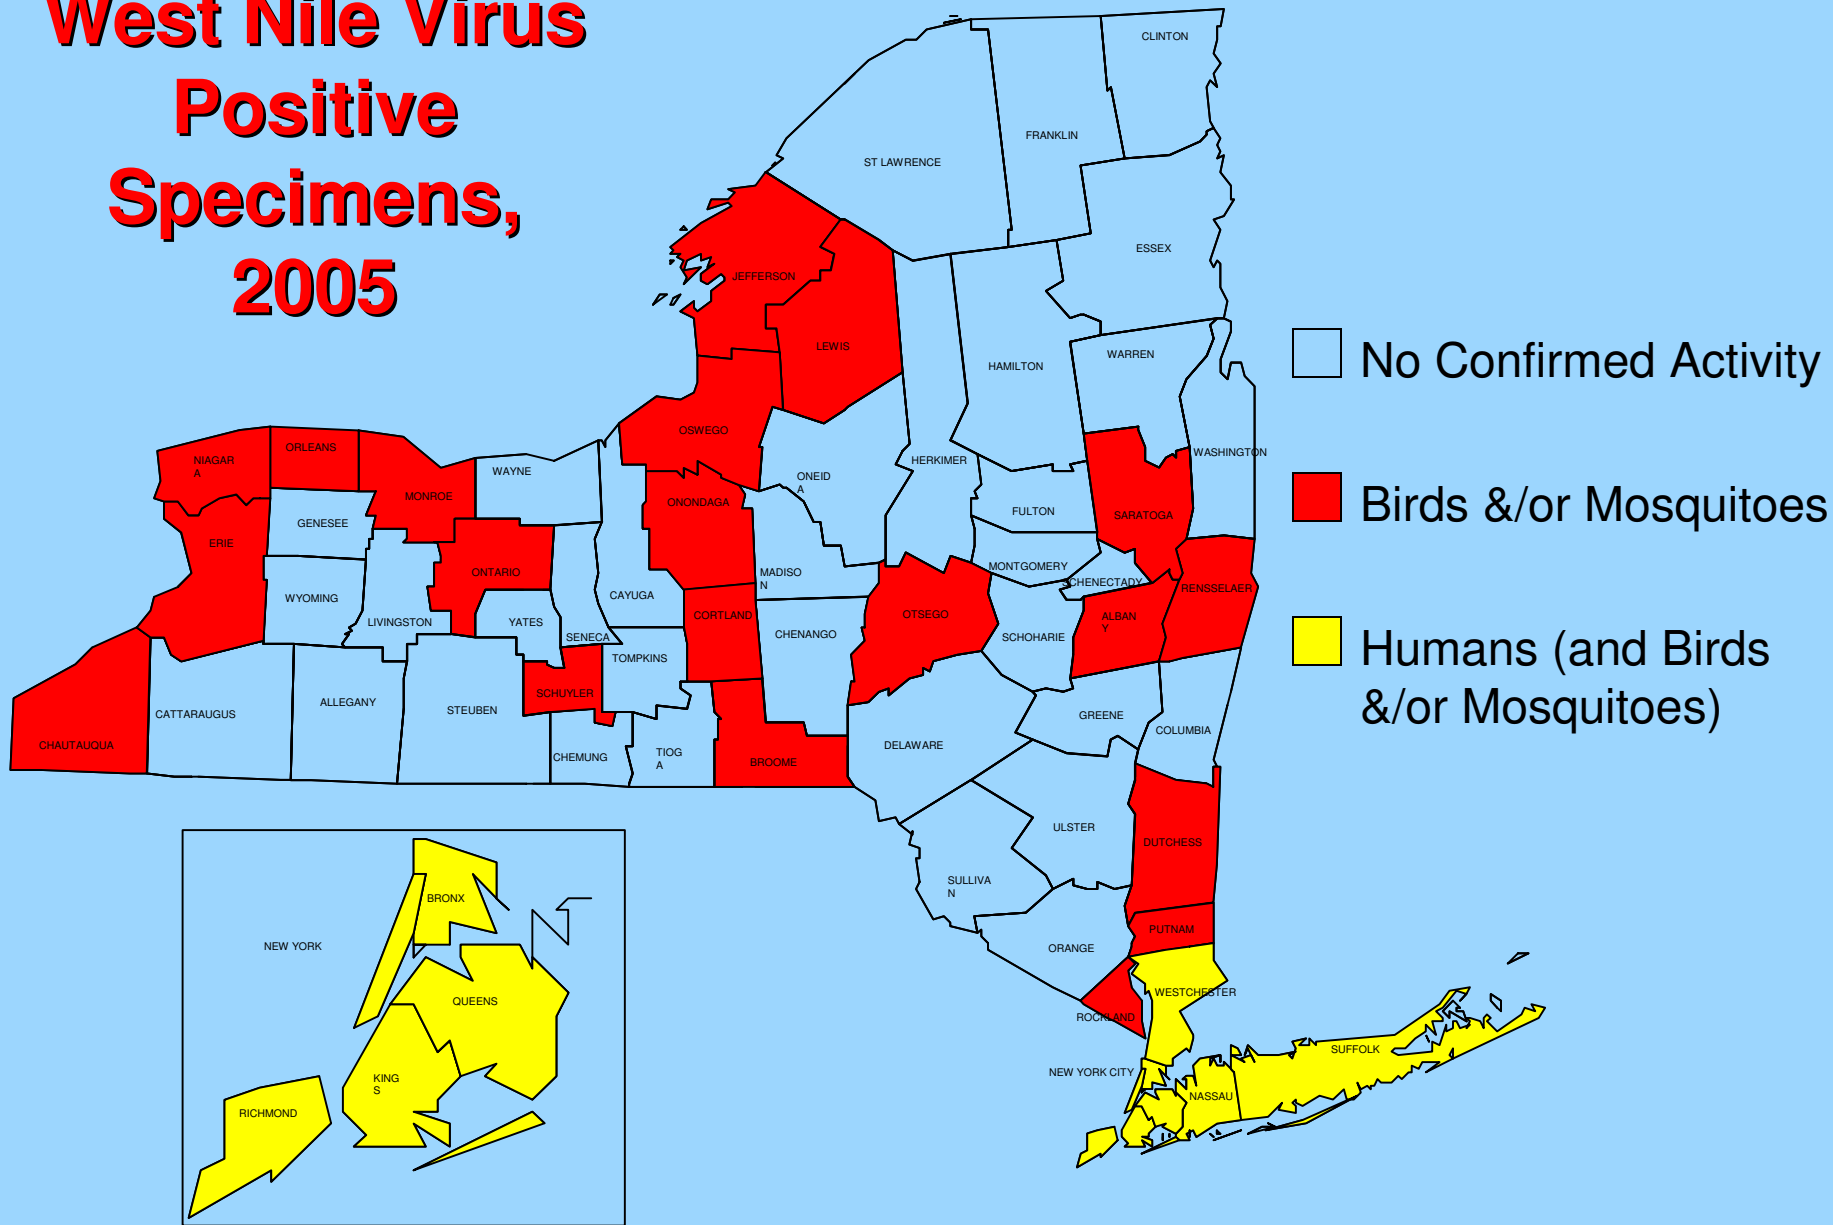 West Nile Virus
Positive
Specimens,
2005
CLINTON
FRANKLIN
ST LAWRENCE
ESSEX
JEFFERSON
LEWIS
HAMILTON
WARREN
No Confirmed Activity
OSWEGO
ORLEANS
NIAGAR
A
WAYNE
ONEID
A
HERKIMER
WASHINGTON
MONROE
ONONDAGA
Birds &/or Mosquitoes
GENESEE
FULTON
SARATOGA
ERIE
ONTARIO
MADISO
N
MONTGOMERY
SCHENECTADY
RENSSELAER
WYOMING
CAYUGA
CORTLAND
OTSEGO
ALBAN
Y
LIVINGSTON
YATES
SENECA
CHENANGO
SCHOHARIE
Humans (and Birds
&/or Mosquitoes)
TOMPKINS
SCHUYLER
ALLEGANY
STEUBEN
CATTARAUGUS
GREENE
COLUMBIA
CHAUTAUQUA
CHEMUNG
TIOG
A
BROOME
DELAWARE
ULSTER
DUTCHESS
SULLIVA
N
BRONX
PUTNAM
NEW YORK
ORANGE
QUEENS
WESTCHESTER
ROCKLAND
SUFFOLK
NEW YORK CITY
KING
S
NASSAU
RICHMOND